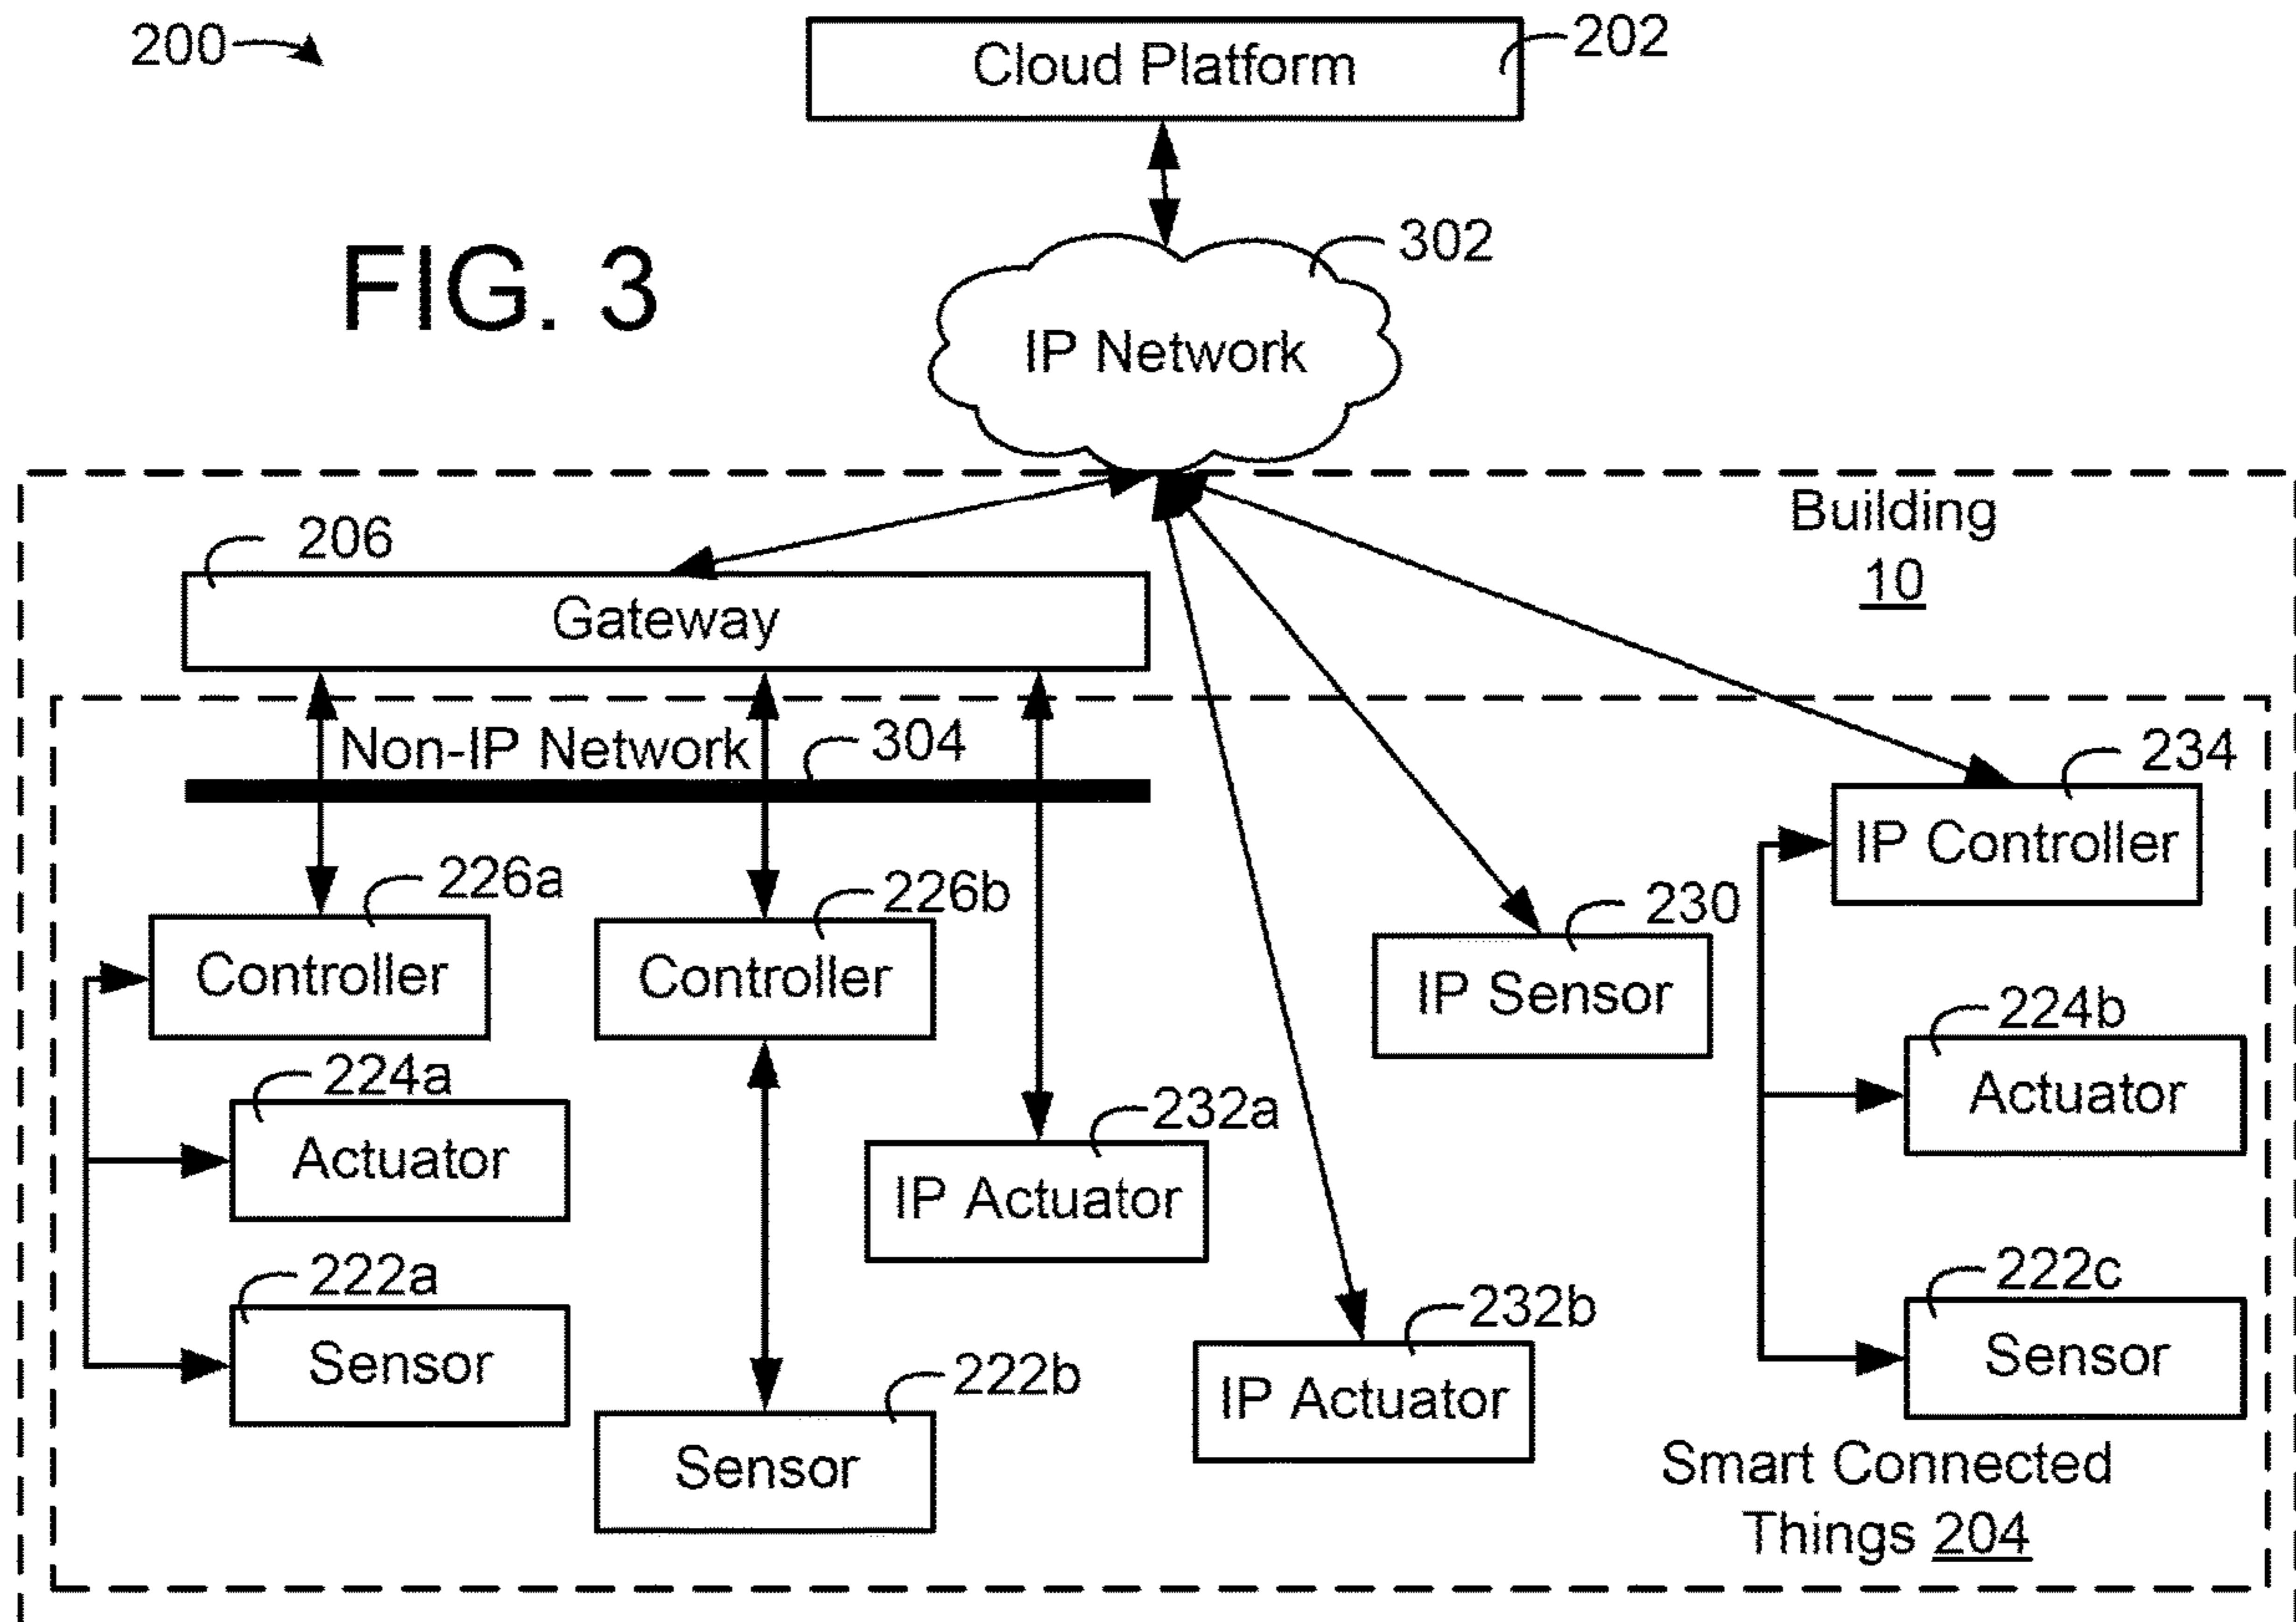 200
Cloud Platform
202
FIG. 3
302
IP Network
Building
10
206
Gateway
Non-IP Network
304
234
IP Controller
226a
Controller
226b
Controller
230
IP Sensor
224a
Actuator
232a
IP Actuator
224b
Actuator
222a
Sensor
222b
Sensor
232b
IP Actuator
222c
Sensor
Smart Connected
Things 204